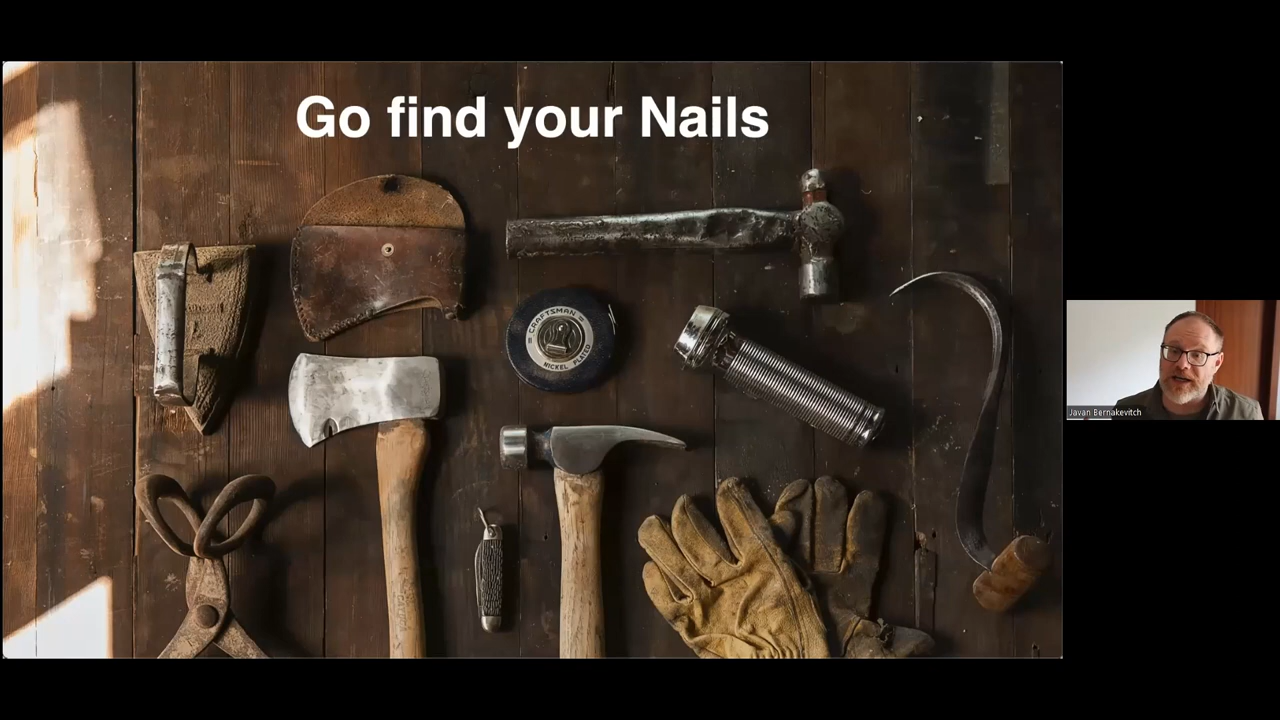 Go find your Nails
CRAFTSMAN
NICKEL PLATED
Javan Bernakevitch